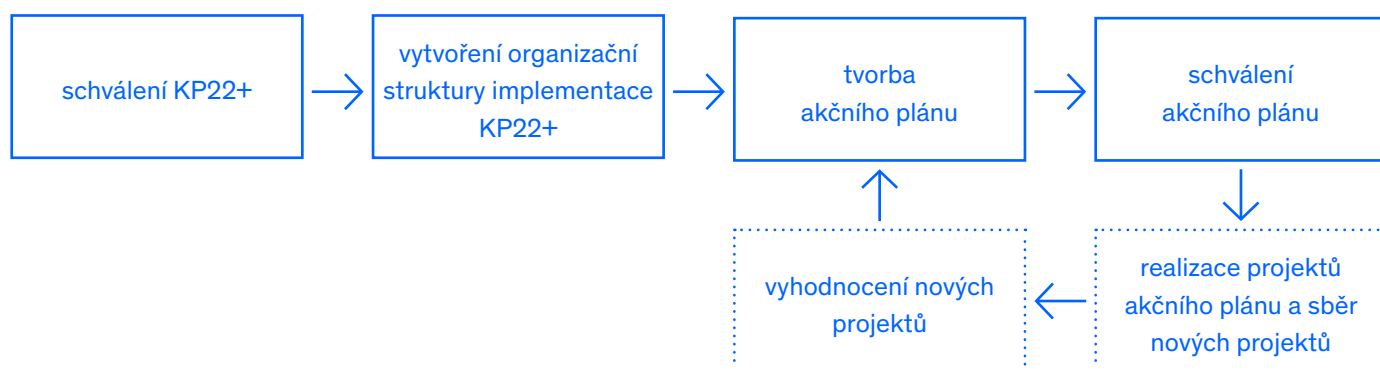 schválení KP22+
vytvoření organizační
struktury implementace
KP22+
tvorba
akčního plánu
schválení
akčního plánu
vyhodnocení nových
projektů
realizace projektů
akčního plánu a sběr
nových projektů